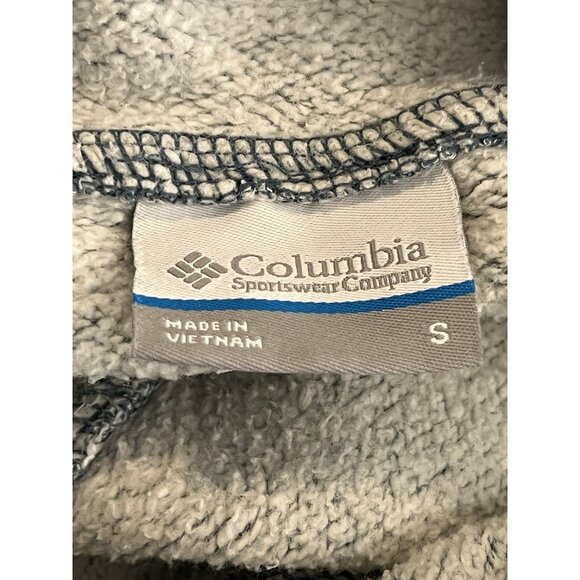 Columbia
Sportswear Company
MADE IN
VIETNAM
S